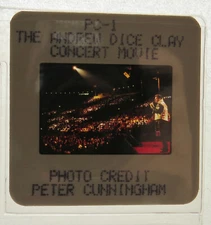 PC-1
THE ANDREW DICE CLAY
CONCERT MOVIE
PHOTO CREDIT
PETER CUNNINGHAM